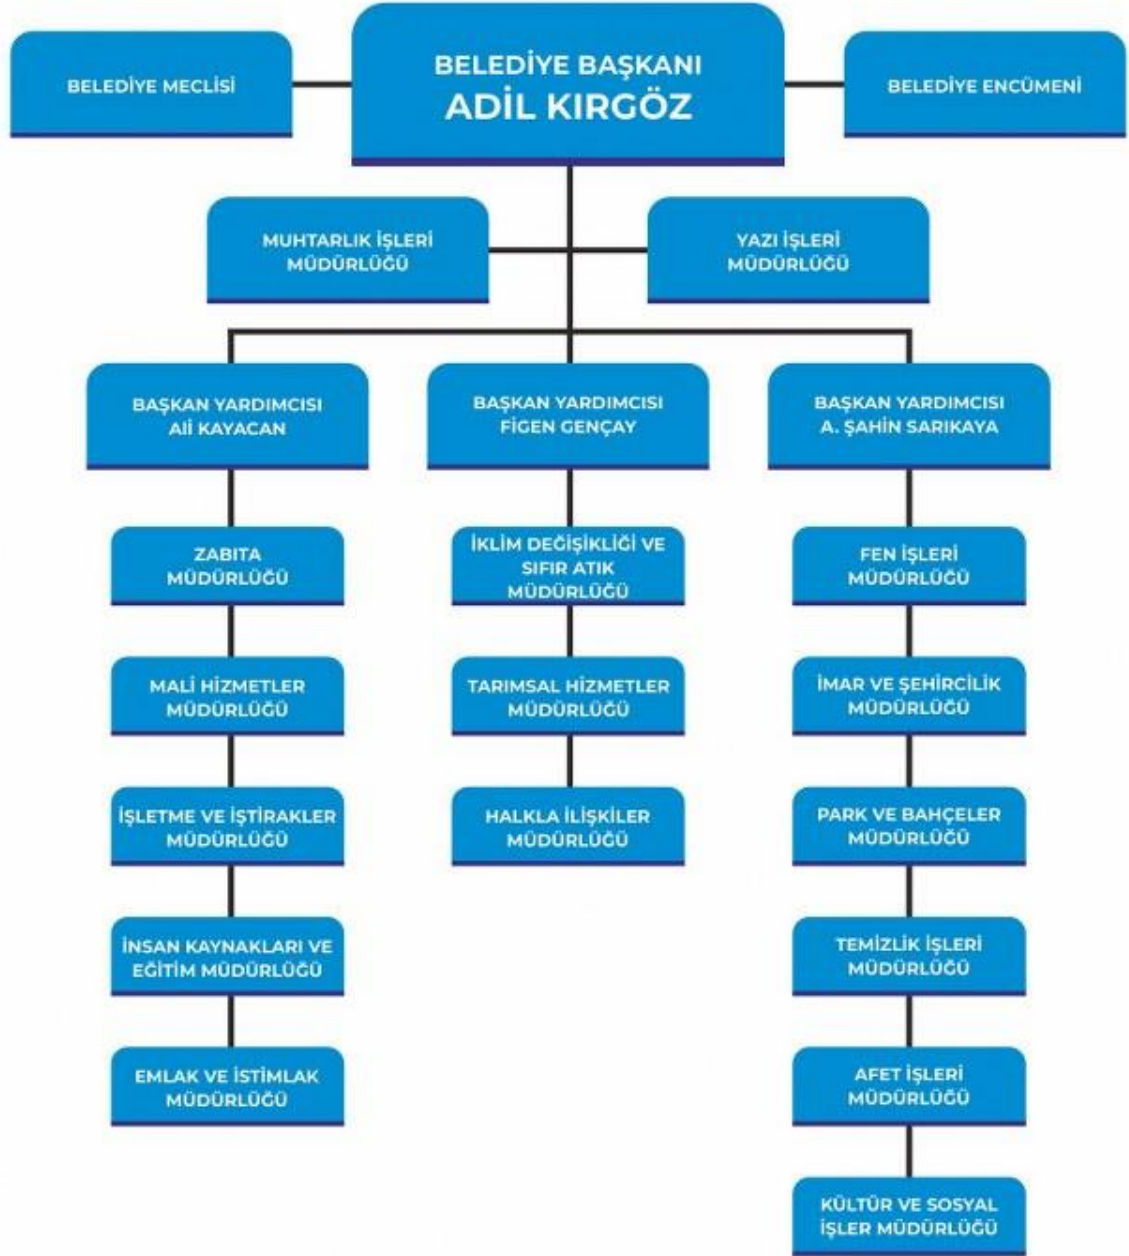 BELEDİYE MECLİSİ
BELEDİYE BAŞKANI
ADİL KIRGÖZ
BELEDİYE ENCÜMENİ
MUHTARLIK İŞLERİ
MÜDÜRLÜĞÜ
YAZI İŞLERİ
MÜDÜRLÜĞÜ
BAŞKAN YARDIMCISI
Alİ KAYACAN
BAŞKAN YARDIMCISI
FİGEN GENÇAY
BAŞKAN YARDIMCISI
A. ŞAHİN SARIKAYA
ZABITA
MÜDÜRLÜĞÜ
MALİ HİZMETLER
MÜDÜRLÜĞÜ
İŞLETME VE İŞTİRAKLER
MÜDÜRLÜĞÜ
İNSAN KAYNAKLARI VE
EĞİTİM MÜDÜRLÜĞÜ
EMLAK VE İSTİMLAK
MÜDÜRLÜĞÜ
İKLİM DEĞİŞİKLİĞİ VE
SIFIR ATIK
MÜDÜRLÜĞÜ
TARIMSAL HİZMETLER
MÜDÜRLÜĞÜ
HALKLA İLİŞKİLER
MÜDÜRLÜĞÜ
FEN İŞLERİ
MÜDÜRLÜĞÜ
İMAR VE ŞEHİRCİLİK
MÜDÜRLÜĞÜ
PARK VE BAHÇELER
MÜDÜRLÜĞÜ
TEMİZLİK İŞLERİ
MÜDÜRLÜĞÜ
AFET İŞLERİ
MÜDÜRLÜĞÜ
KÜLTÜR VE SOSYAL
İŞLER MÜDÜRLÜĞÜ